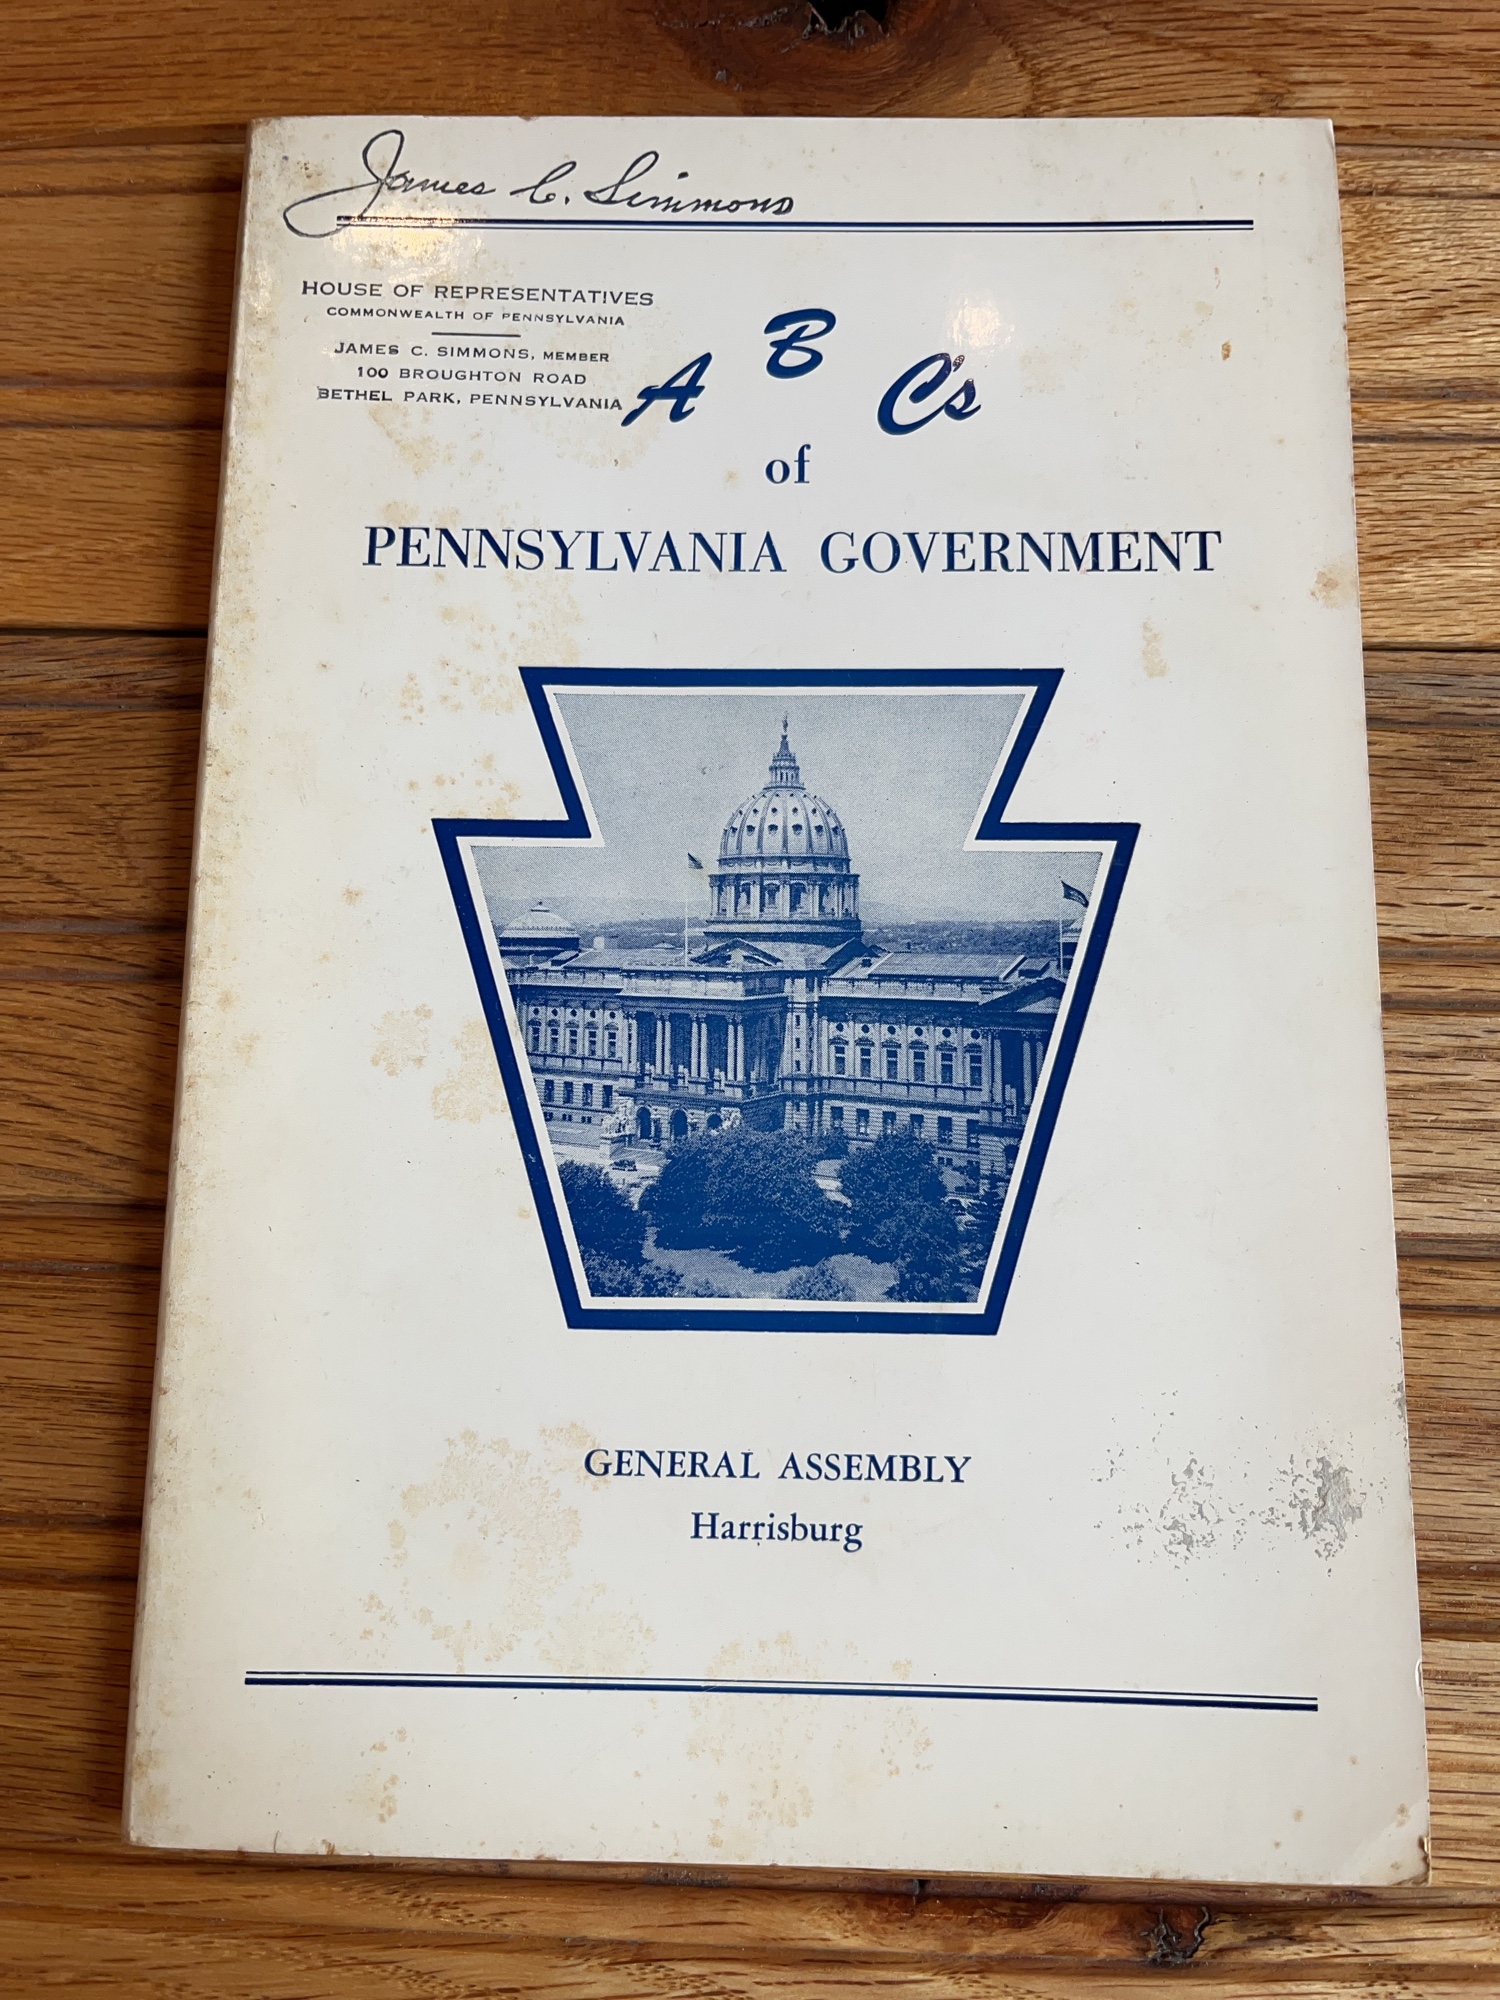 James C. Simmons
HOUSE OF REPRESENTATIVES
COMMONWEALTH OF PENNSYLVANIA
JAMES C. SIMMONS, MEMBER
100 BROUGHTON ROAD
BETHEL PARK, PENNSYLVANIA
A B C's
of
PENNSYLVANIA GOVERNMENT
GENERAL ASSEMBLY
Harrisburg